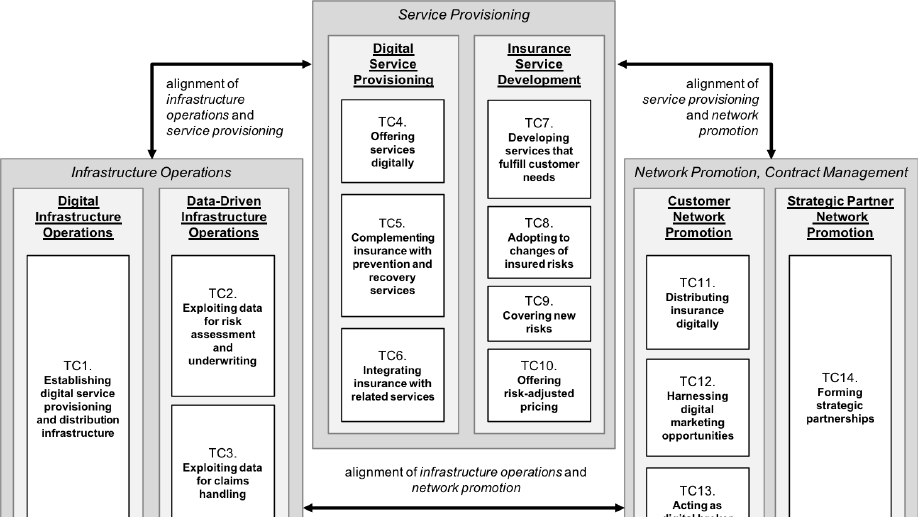 Service Provisioning
Digital
Service
Provisioning
TC4.
Offering
services
digitally
TC5.
Complementing
insurance with
prevention and
recovery
services
TC6.
Integrating
insurance with
related services
Insurance
Service
Development
TC7.
Developing
services that
fulfill customer
needs
TC8.
Adopting to
changes of
insured risks
TC9.
Covering new
risks
TC10.
Offering
risk-adjusted
pricing
alignment of
infrastructure
operations and
service provisioning
alignment of
service provisioning
and network
promotion
Infrastructure Operations
Digital
Infrastructure
Operations
TC1.
Establishing
digital service
provisioning
and distribution
infrastructure
Data-Driven
Infrastructure
Operations
TC2.
Exploiting data
for risk
assessment
and
underwriting
TC3.
Exploiting data
for claims
handling
alignment of infrastructure operations and
network promotion
Network Promotion, Contract Management
Customer
Network
Promotion
TC11.
Distributing
insurance
digitally
TC12.
Harnessing
digital
marketing
opportunities
TC13.
Acting as
digital broker
Strategic Partner
Network
Promotion
TC14.
Forming
strategic
partnerships